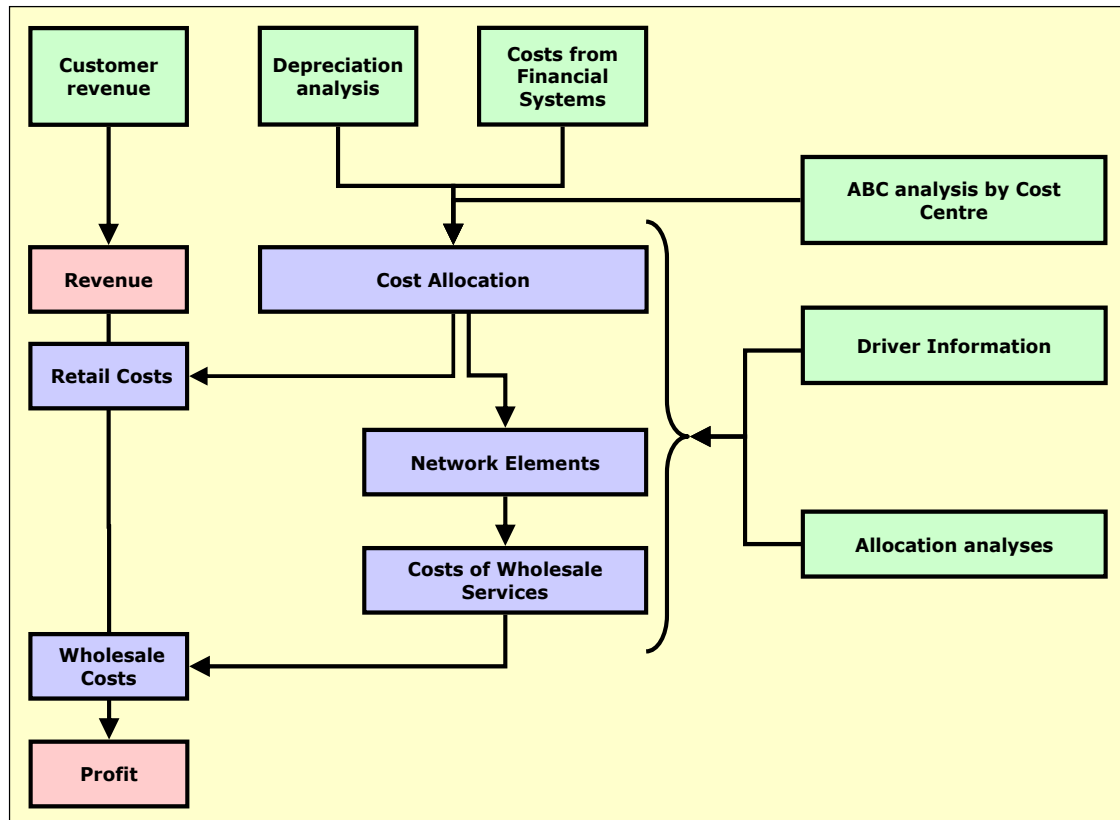 Customer
revenue
Depreciation
analysis
Costs from
Financial
Systems
ABC analysis by Cost
Centre
Revenue
Cost Allocation
Driver Information
Retail Costs
Network Elements
Allocation analyses
Costs of Wholesale
Services
Wholesale
Costs
Profit